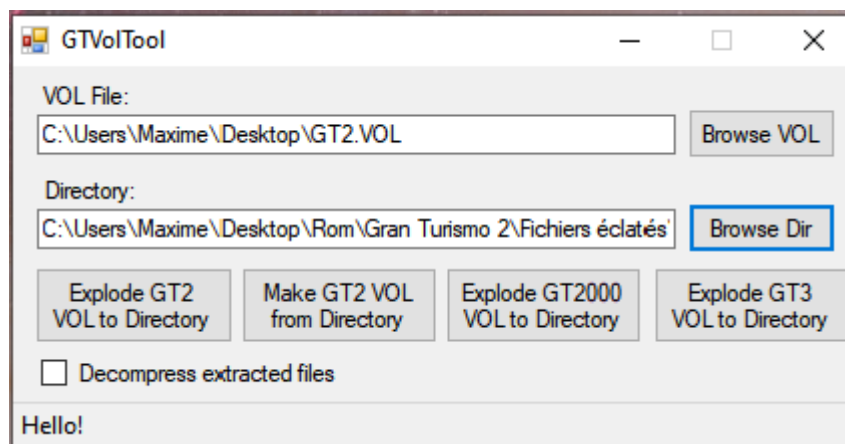 GTVolTool
VOL File:
C:\Users\Maxime\Desktop\GT2.VOL
Browse VOL
Directory:
C:\Users\Maxime\Desktop\Rom\Gran Turismo 2\Fichiers éclatés\
Browse Dir
Explode GT2
VOL to Directory
Make GT2 VOL
from Directory
Explode GT2000
VOL to Directory
Explode GT3
VOL to Directory
Decompress extracted files
Hello!